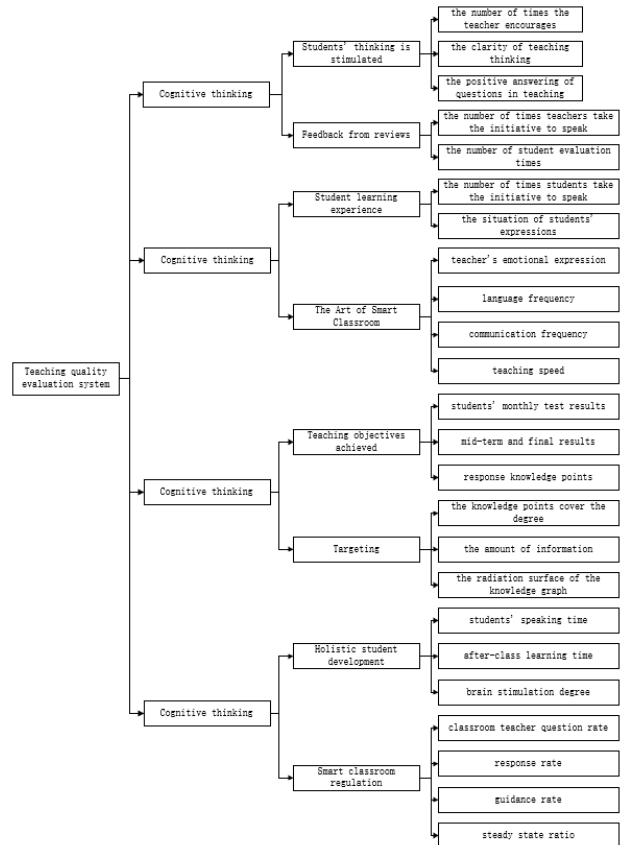 the number of times the
teacher encourages
Students' thinking is
stimulated
the clarity of teaching
thinking
the positive answering of
questions in teaching
Cognitive thinking
Feedback from reviews
the number of times teachers take
the initiative to speak
the number of student evaluation
times
Student learning
experience
the number of times students take
the initiative to speak
the situation of students'
expressions
Cognitive thinking
teacher's emotional expression
The Art of Smart
Classroom
language frequency
communication frequency
teaching speed
Teaching quality
evaluation system
students' monthly test results
Teaching objectives
achieved
mid-term and final results
response knowledge points
Cognitive thinking
the knowledge points cover the
degree
Targeting
the amount of information
the radiation surface of the
knowledge graph
students' speaking time
Holistic student
development
after-class learning time
brain stimulation degree
Cognitive thinking
classroom teacher question rate
Smart classroom
regulation
response rate
guidance rate
steady state ratio